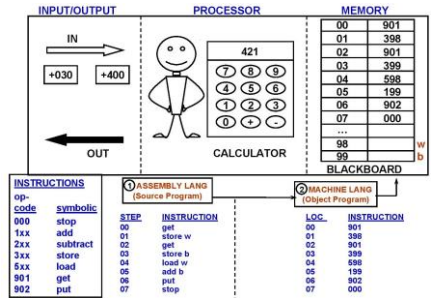 INPUT/OUTPUT PROCESSOR MEMORY
IN
+030 +400
OUT
421
7 8 9
4 5 6
1 2 3
0 + -
CALCULATOR
00 901
01 398
02 901
03 399
04 598
05 199
06 902
07 000
...
98 w
99 b
BLACKBOARD
INSTRUCTIONS
op-
code symbolic
000 stop
1xx add
2xx subtract
3xx store
5xx load
901 get
902 put
1 ASSEMBLY LANG
(Source Program)
STEP INSTRUCTION
00 get
01 store w
02 get
03 store b
04 load w
05 add b
06 put
07 stop
2 MACHINE LANG
(Object Program)
LOC INSTRUCTION
00 901
01 398
02 901
03 399
04 598
05 199
06 902
07 000